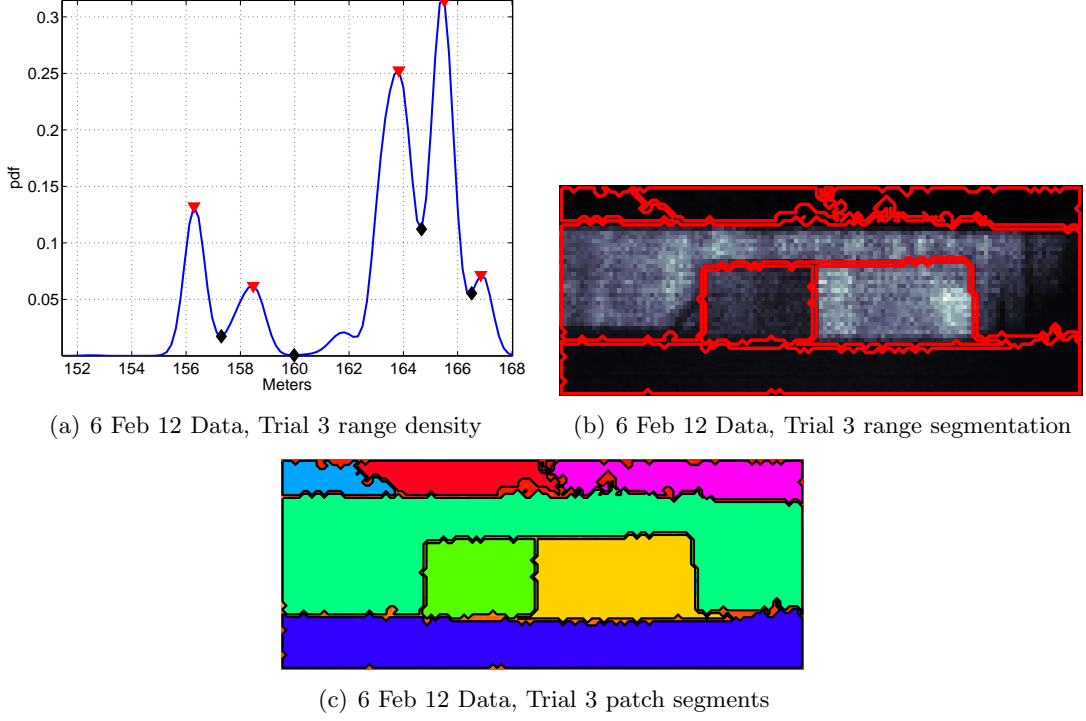 0.3
0.25
0.2
0.15
0.1
0.05
pdf
152 154 156 158 160 162 164 166 168
Meters
(a) 6 Feb 12 Data, Trial 3 range density
(b) 6 Feb 12 Data, Trial 3 range segmentation
(c) 6 Feb 12 Data, Trial 3 patch segments